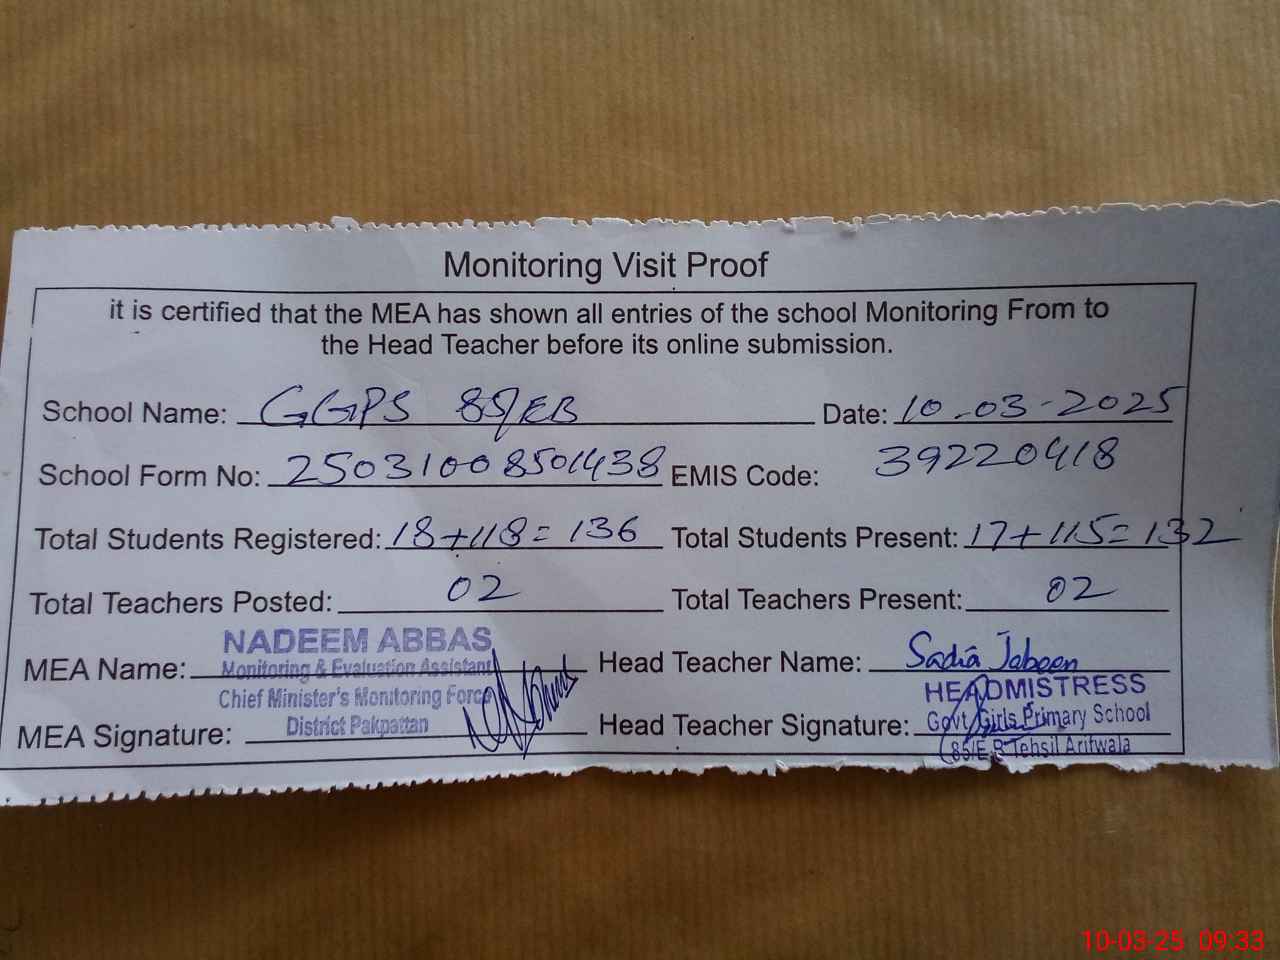 Monitoring Visit Proof
it is certified that the MEA has shown all entries of the school Monitoring From to
the Head Teacher before its online submission.
School Name: GGPS 85/EB Date: 10-03-2025
School Form No: 25031008501438 EMIS Code: 39220418
Total Students Registered: 18+118= 136 Total Students Present: 17+115= 132
Total Teachers Posted: 02 Total Teachers Present: 02
MEA Name: NADEEM ABBAS Head Teacher Name: Sadia Jabeen
Monitoring & Evaluation Assistant HEADMISTRESS
Chief Minister's Monitoring Force Govt Girls Primary School
MEA Signature: District Pakpattan Head Teacher Signature:
85/E.B Tehsil Arifwala
10-03-25 09:33